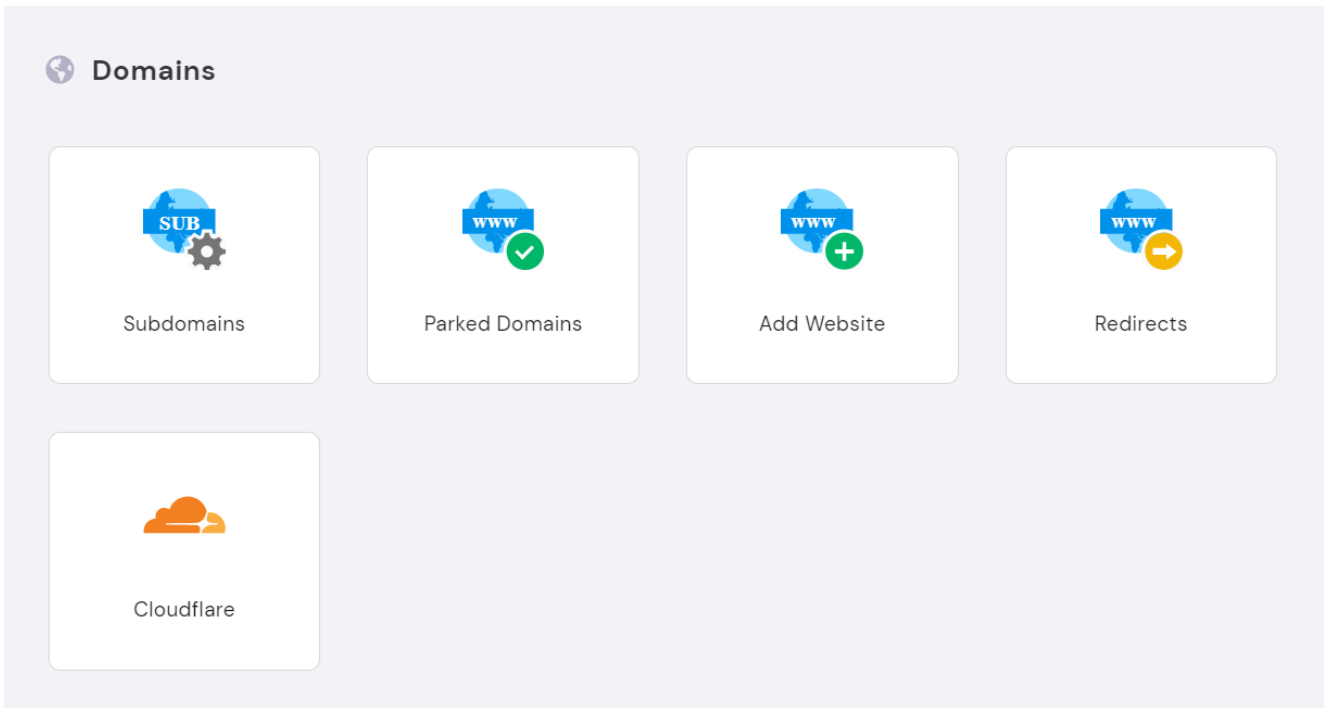 Domains
SUB
www
www
www
Subdomains
Parked Domains
Add Website
Redirects
Cloudflare